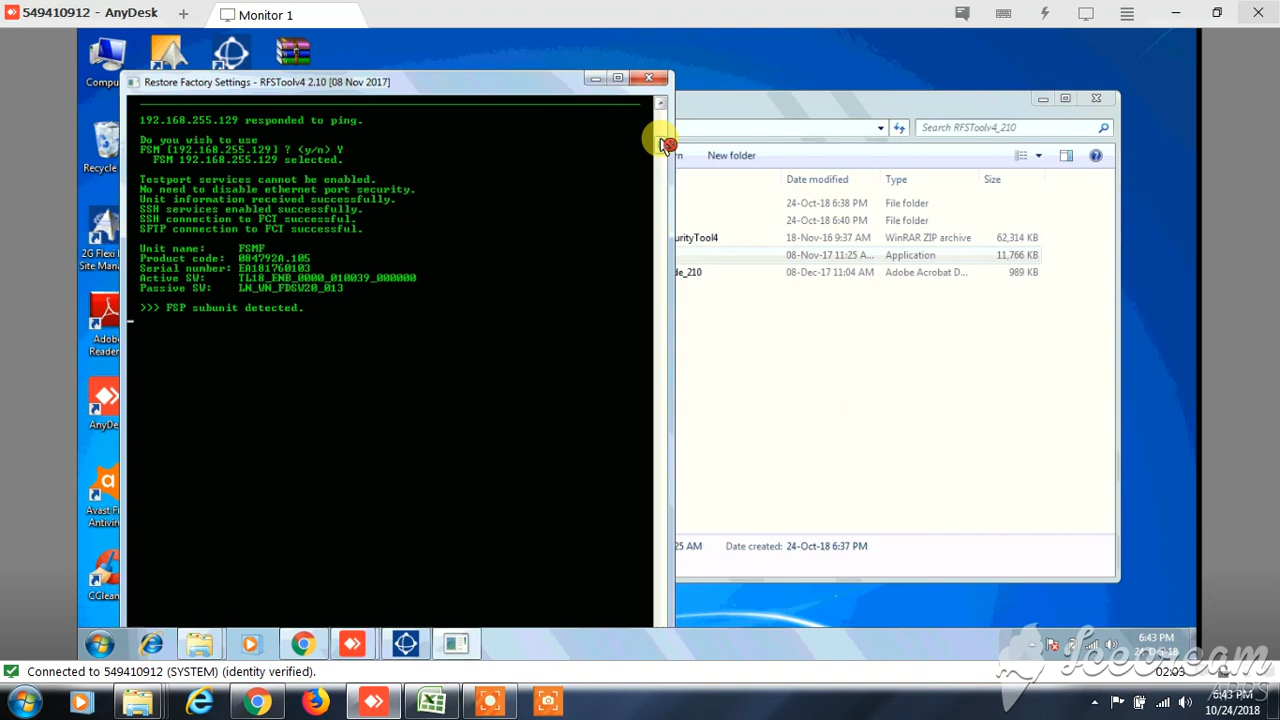 549410912 - AnyDesk
Monitor 1
Compu
Restore Factory Settings - RFSToolv4 2.10 [08 Nov 2017]
192.168.255.129 responded to ping.
Do you wish to use
FSM [192.168.255.129] ? (y/n) Y
FSM 192.168.255.129 selected.
Testport services cannot be enabled.
No need to disable ethernet port security.
Unit information received successfully.
SSH services enabled successfully.
SSH connection to FCT successful.
SFTP connection to FCT successful.
Unit name: FSMF
Product code: 084792A.105
Serial number: EA181760103
Active SW: TL18_ENB_0000_010039_000000
Passive SW: LN_WN_FDSW20_013
>>> FSP subunit detected.
Search RFSToolv4_210
New folder
Date modified Type Size
24-Oct-18 6:38 PM File folder
24-Oct-18 6:40 PM File folder
urityTool4 18-Nov-16 9:37 AM WinRAR ZIP archive 62,314 KB
08-Nov-17 11:25 A... Application 11,766 KB
de_210 08-Dec-17 11:04 AM Adobe Acrobat D... 989 KB
25 AM Date created: 24-Oct-18 6:37 PM
Recycle
2G Flexi
Site Mana
Adob
Reader
AnyDe
Avast F
Antivir
CClean
6:43 PM
Icecream
Connected to 549410912 (SYSTEM) (identity verified).
02:03
6:43 PM
10/24/2018